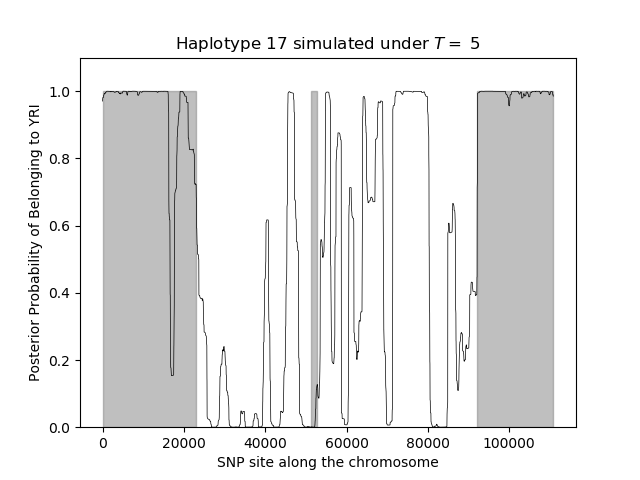 Haplotype 17 simulated under T = 5
Posterior Probability of Belonging to YRI
1.0
0.8
0.6
0.4
0.2
0.0
0 20000 40000 60000 80000 100000
SNP site along the chromosome